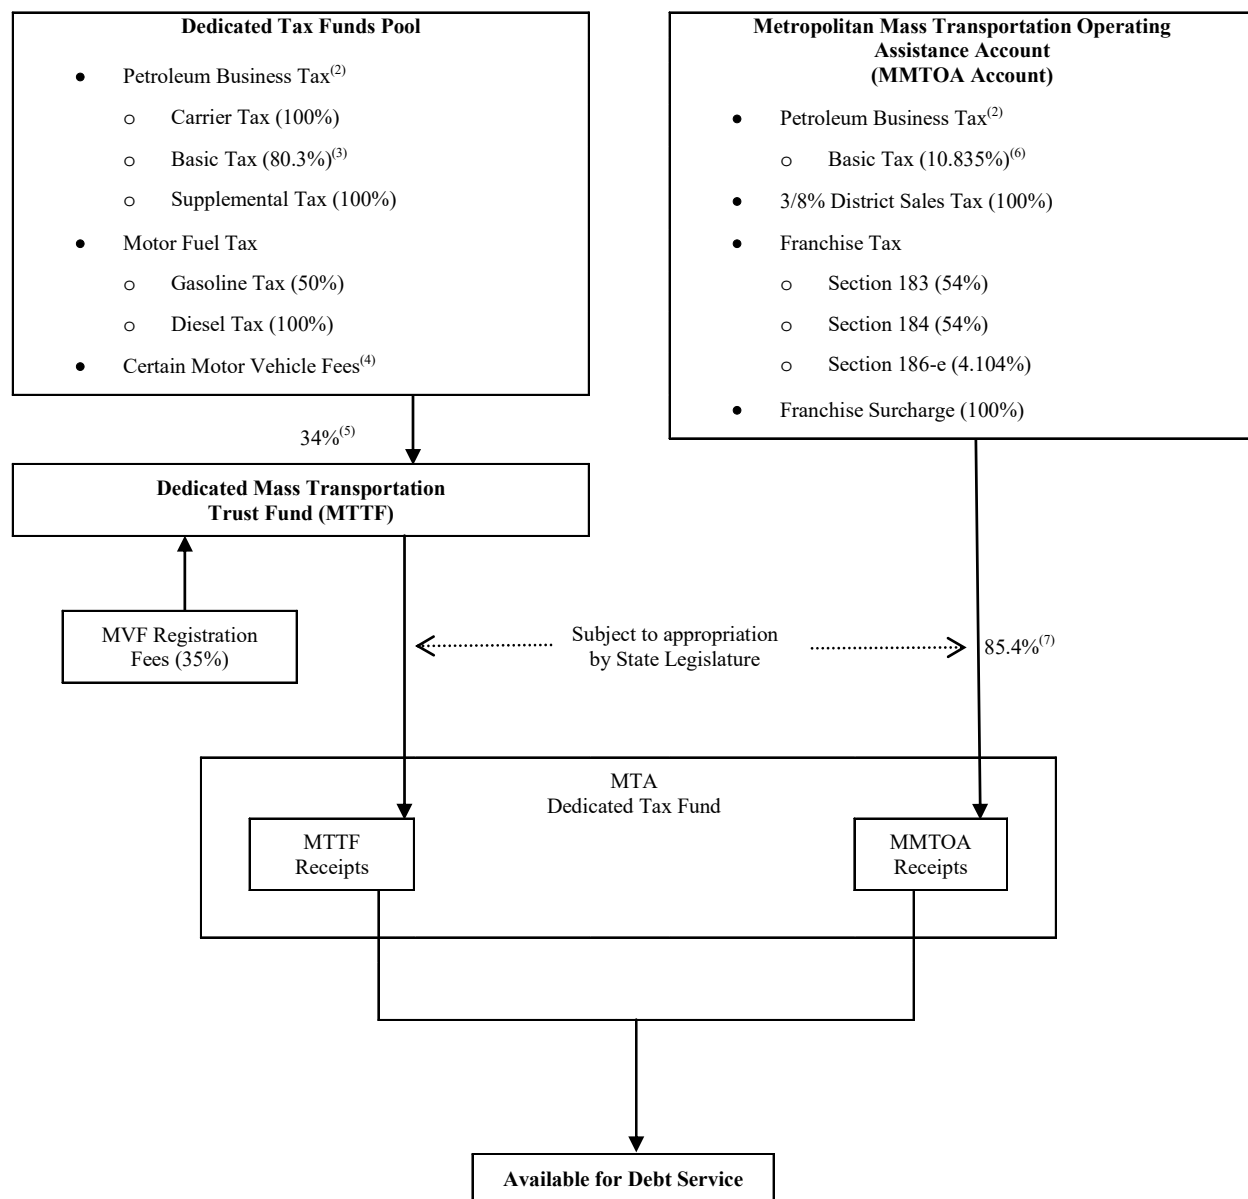 Dedicated Tax Funds Pool
● Petroleum Business Tax(2)
o Carrier Tax (100%)
o Basic Tax (80.3%)(3)
o Supplemental Tax (100%)
● Motor Fuel Tax
o Gasoline Tax (50%)
o Diesel Tax (100%)
● Certain Motor Vehicle Fees(4)
Metropolitan Mass Transportation Operating
Assistance Account
(MMTOA Account)
● Petroleum Business Tax(2)
o Basic Tax (10.835%)(6)
● 3/8% District Sales Tax (100%)
● Franchise Tax
o Section 183 (54%)
o Section 184 (54%)
o Section 186-e (4.104%)
● Franchise Surcharge (100%)
34%(5)
Dedicated Mass Transportation
Trust Fund (MTTF)
MVF Registration
Fees (35%)
Subject to appropriation
by State Legislature
85.4%(7)
MTA
Dedicated Tax Fund
MTTF
Receipts
MMTOA
Receipts
Available for Debt Service